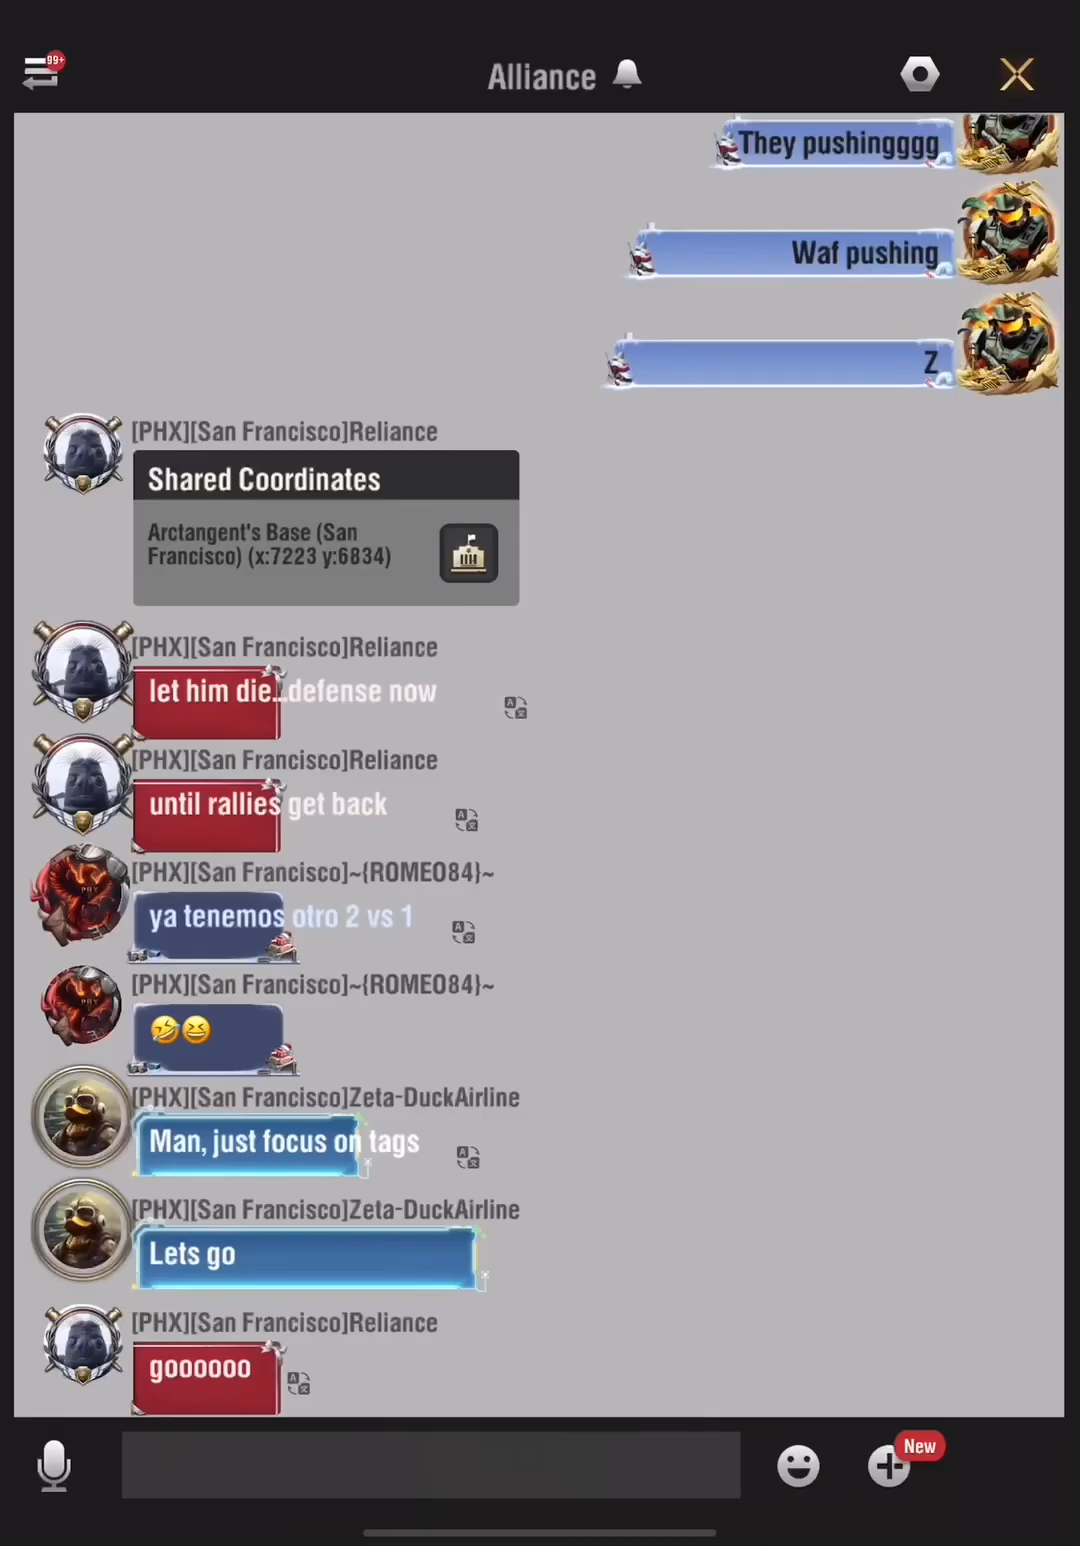 99+
Alliance
They pushingggg
Waf pushing
Z
[PHX][San Francisco]Reliance
Shared Coordinates
Arctangent's Base (San
Francisco) (x:7223 y:6834)
[PHX][San Francisco]Reliance
let him die...defense now
[PHX][San Francisco]Reliance
until rallies get back
[PHX][San Francisco]~{ROMEO84}~
ya tenemos otro 2 vs 1
[PHX][San Francisco]~{ROMEO84}~
🤣😆
[PHX][San Francisco]Zeta-DuckAirline
Man, just focus on tags
[PHX][San Francisco]Zeta-DuckAirline
Lets go
[PHX][San Francisco]Reliance
goooooo
New